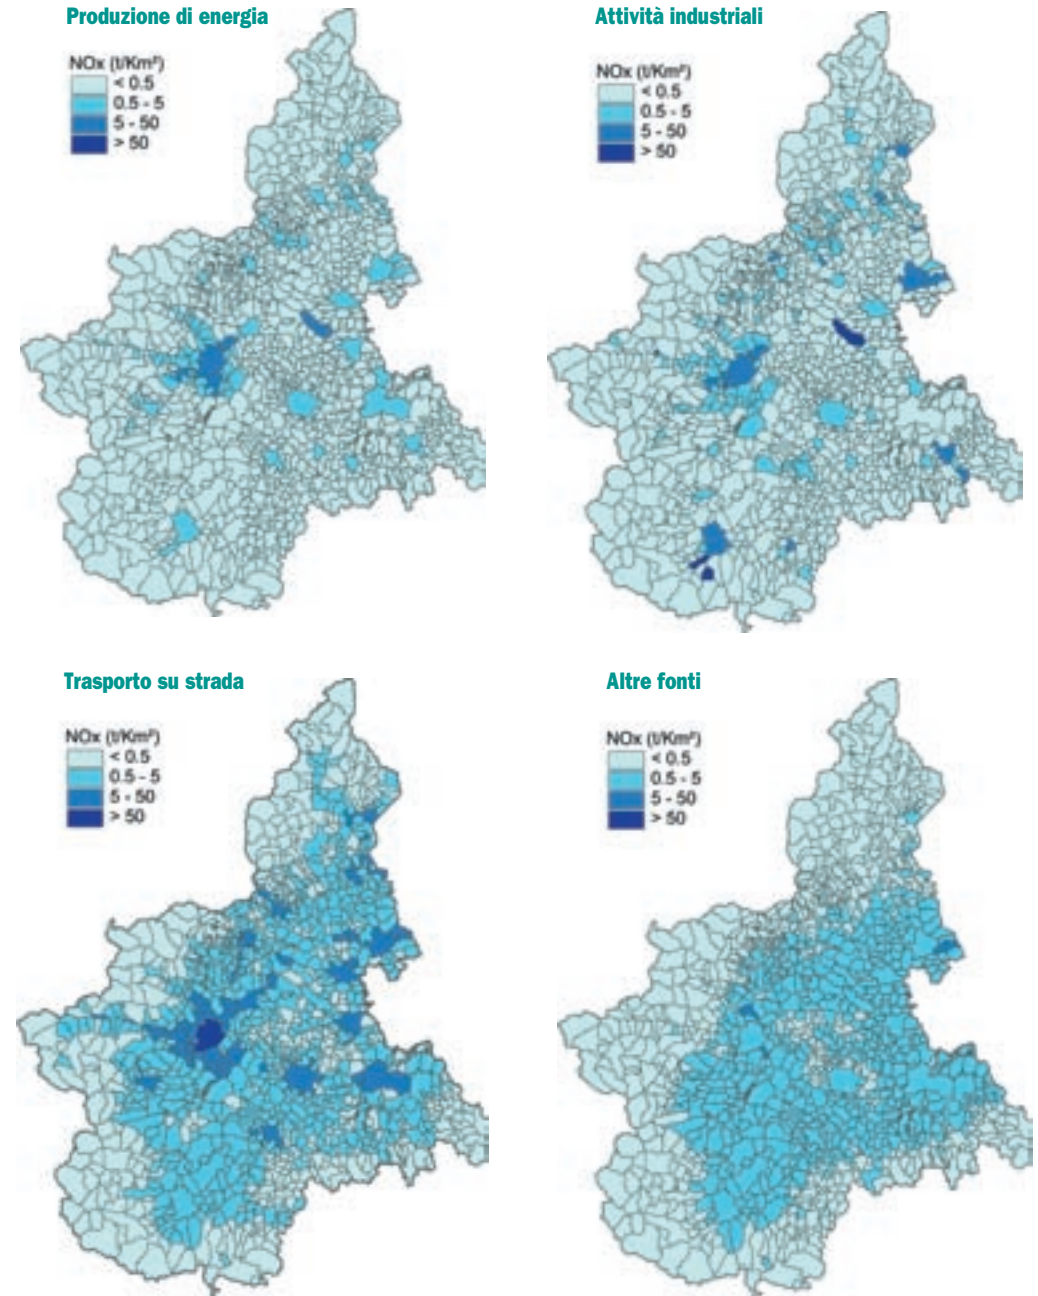 Produzione di energia
NOx (t/Km²)
< 0.5
0.5 - 5
5 - 50
> 50
Attività industriali
NOx (t/Km²)
< 0.5
0.5 - 5
5 - 50
> 50
Trasporto su strada
NOx (t/Km²)
< 0.5
0.5 - 5
5 - 50
> 50
Altre fonti
NOx (t/Km²)
< 0.5
0.5 - 5
5 - 50
> 50